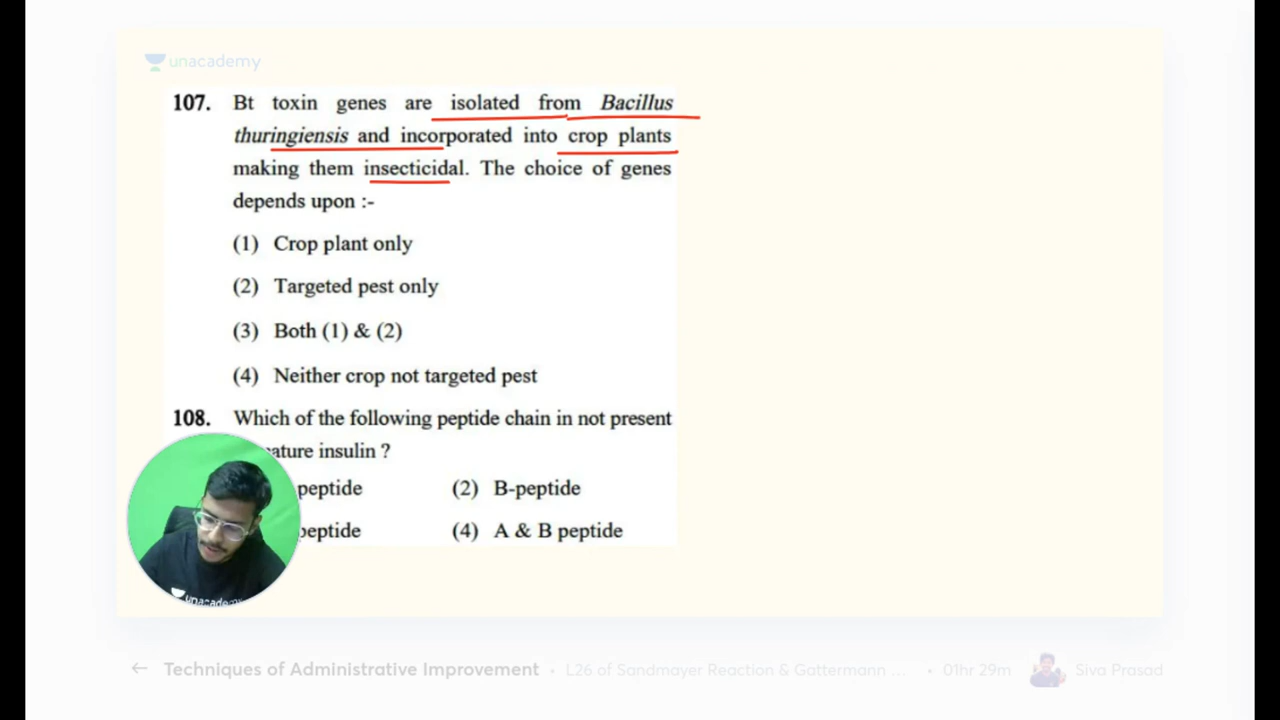 unacademy
107. Bt toxin genes are isolated from Bacillus
thuringiensis and incorporated into crop plants
making them insecticidal. The choice of genes
depends upon :-
(1) Crop plant only
(2) Targeted pest only
(3) Both (1) & (2)
(4) Neither crop not targeted pest
108. Which of the following peptide chain in not present
ature insulin ?
peptide (2) B-peptide
peptide (4) A & B peptide
unacademy
← Techniques of Administrative Improvement • L26 of Sandmayer Reaction & Gattermann ... • 01hr 29m Siva Prasad